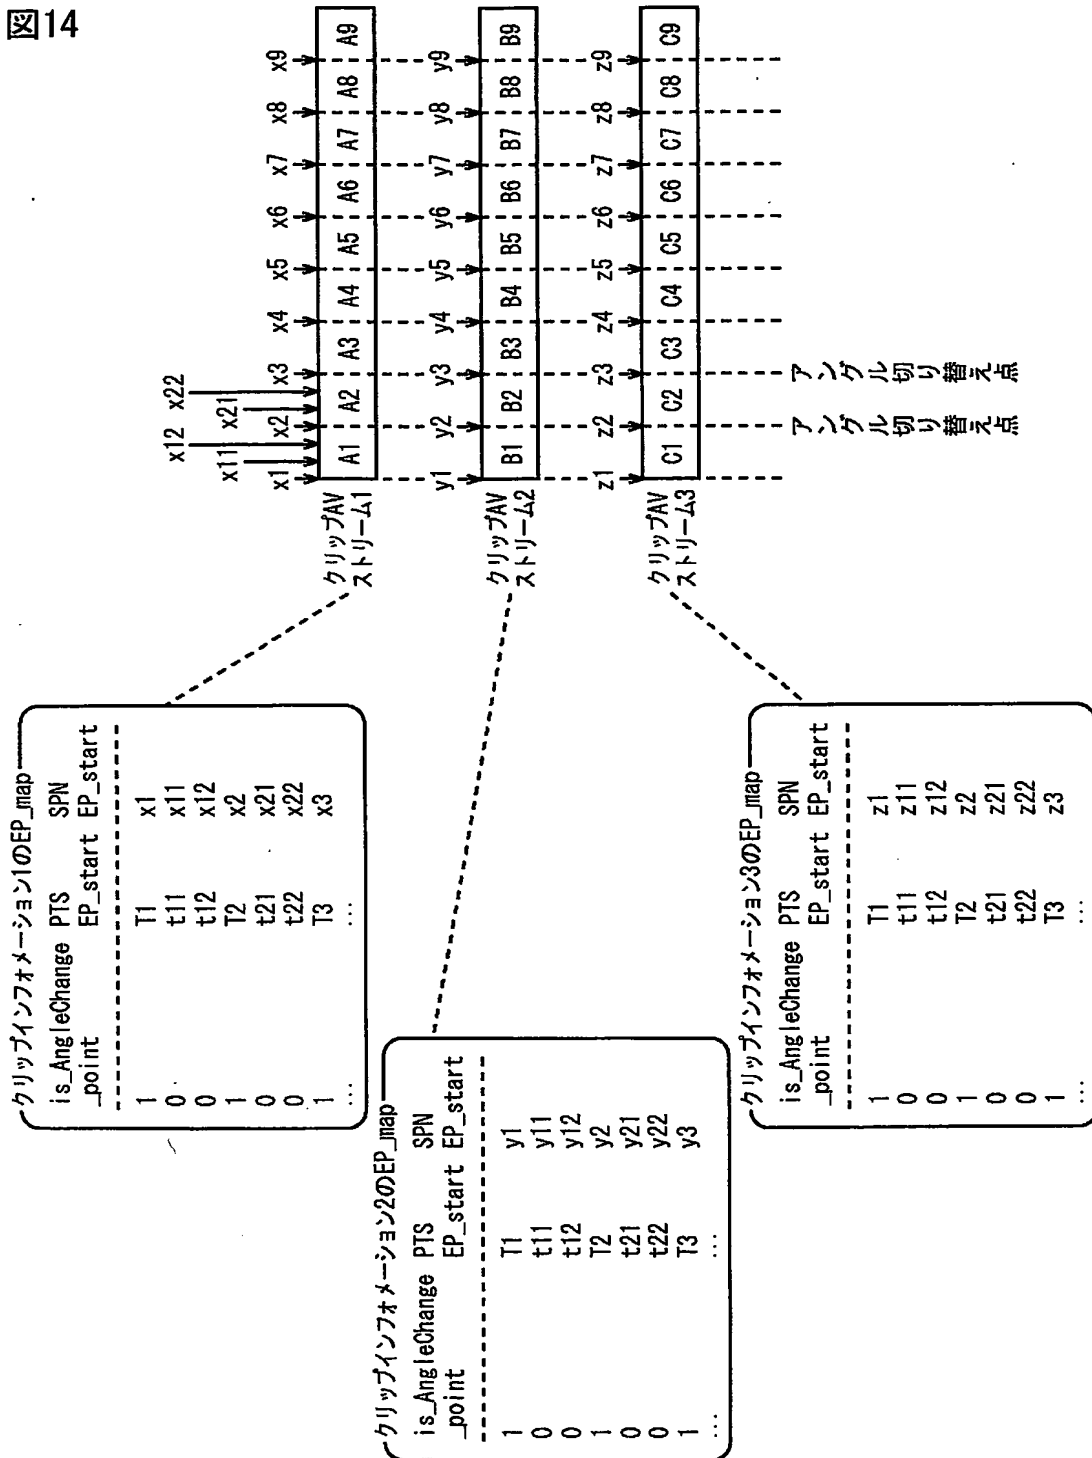 図14
クリップインフォメーション1のEP_map
is_AngleChange PTS SPN
_point EP_start EP_start
1 T1 x1
0 t11 x11
0 t12 x12
1 T2 x2
0 t21 x21
0 t22 x22
1 T3 x3
... ...
クリップインフォメーション2のEP_map
is_AngleChange PTS SPN
_point EP_start EP_start
1 T1 y1
0 t11 y11
0 t12 y12
1 T2 y2
0 t21 y21
0 t22 y22
1 T3 y3
... ...
クリップインフォメーション3のEP_map
is_AngleChange PTS SPN
_point EP_start EP_start
1 T1 z1
0 t11 z11
0 t12 z12
1 T2 z2
0 t21 z21
0 t22 z22
1 T3 z3
... ...
x12 x22
x11 x21
x1 x2 x3 x4 x5 x6 x7 x8 x9
クリップAV
ストリーム1
A1 A2 A3 A4 A5 A6 A7 A8 A9
y1 y2 y3 y4 y5 y6 y7 y8 y9
クリップAV
ストリーム2
B1 B2 B3 B4 B5 B6 B7 B8 B9
z1 z2 z3 z4 z5 z6 z7 z8 z9
クリップAV
ストリーム3
C1 C2 C3 C4 C5 C6 C7 C8 C9
アングル切り替え点
アングル切り替え点